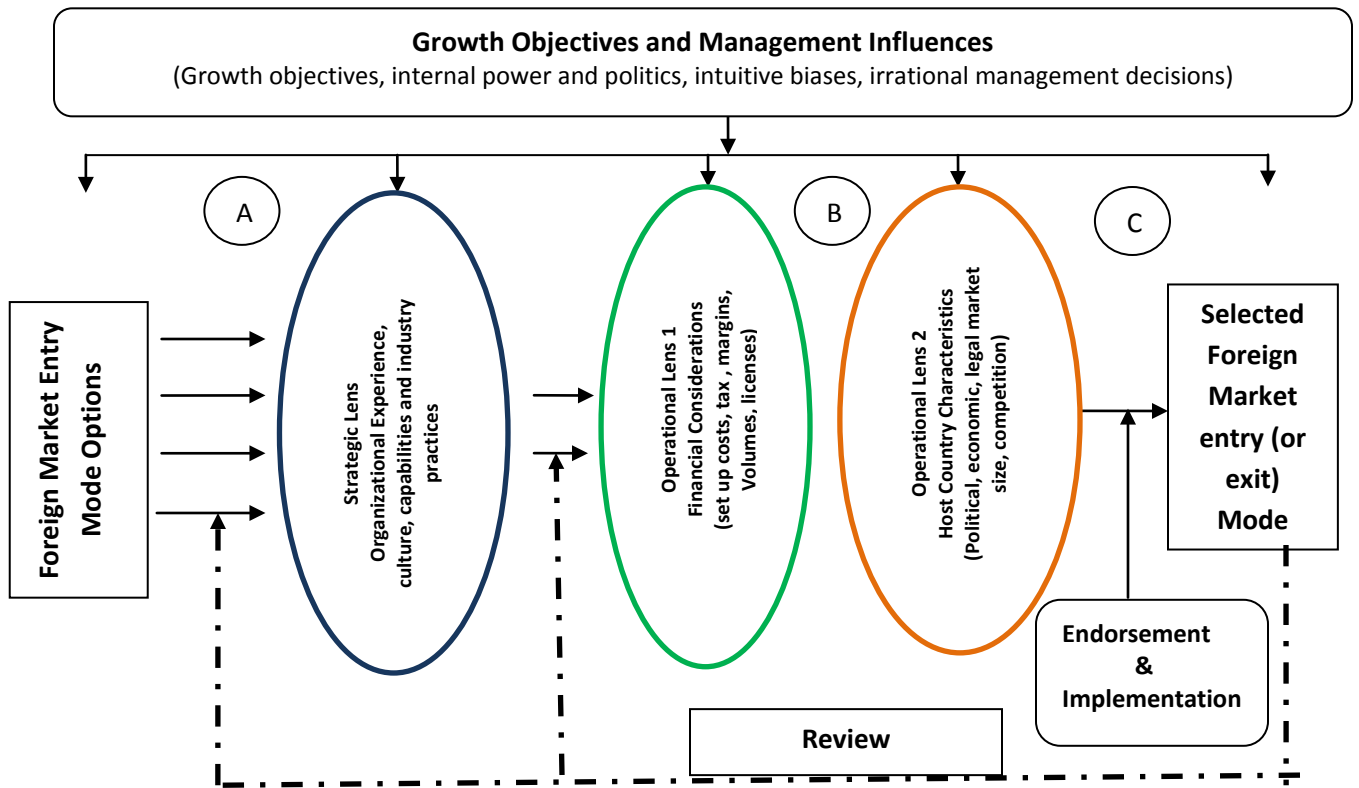 Growth Objectives and Management Influences
(Growth objectives, internal power and politics, intuitive biases, irrational management decisions)
A
B
C
Foreign Market Entry
Mode Options
Strategic Lens
Organizational Experience,
culture, capabilities and industry
practices
Operational Lens 1
Financial Considerations
(set up costs, tax , margins,
Volumes, licenses)
Operational Lens 2
Host Country Characteristics
(Political, economic, legal market
size, competition)
Selected
Foreign
Market
entry (or
exit)
Mode
Endorsement
&
Implementation
Review